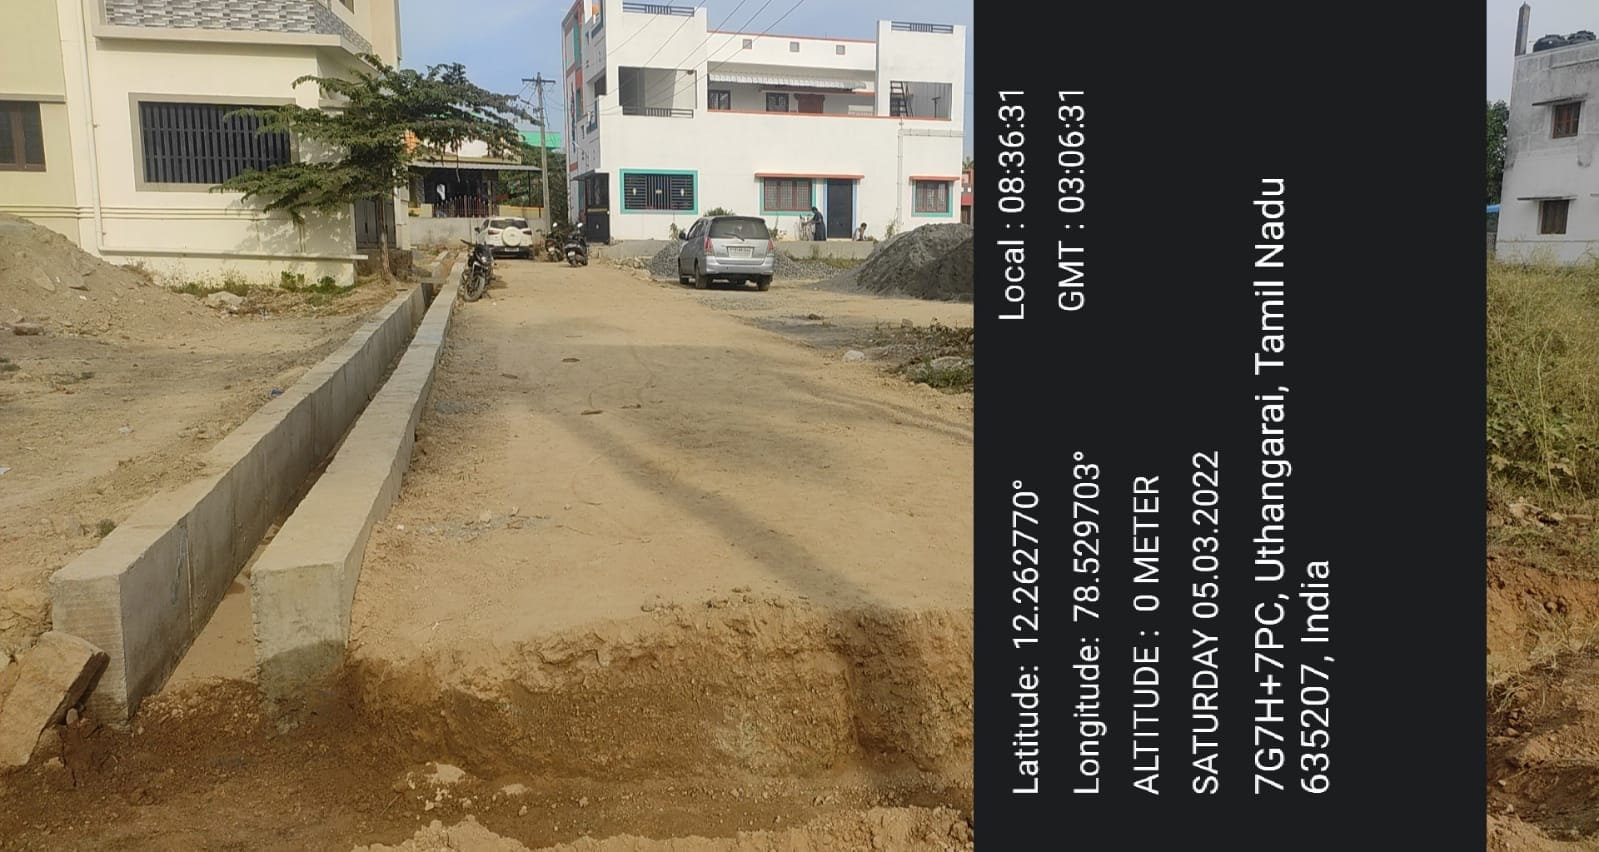 Latitude: 12.262770°
Local : 08:36:31
Longitude: 78.529703°
GMT : 03:06:31
ALTITUDE : 0 METER
SATURDAY 05.03.2022
7G7H+7PC, Uthangarai, Tamil Nadu
635207, India